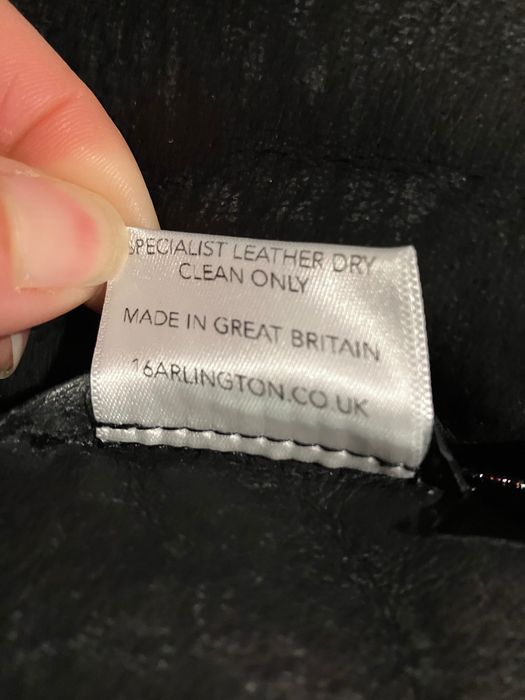 SPECIALIST LEATHER DRY
CLEAN ONLY
MADE IN GREAT BRITAIN
16ARLINGTON.CO.UK